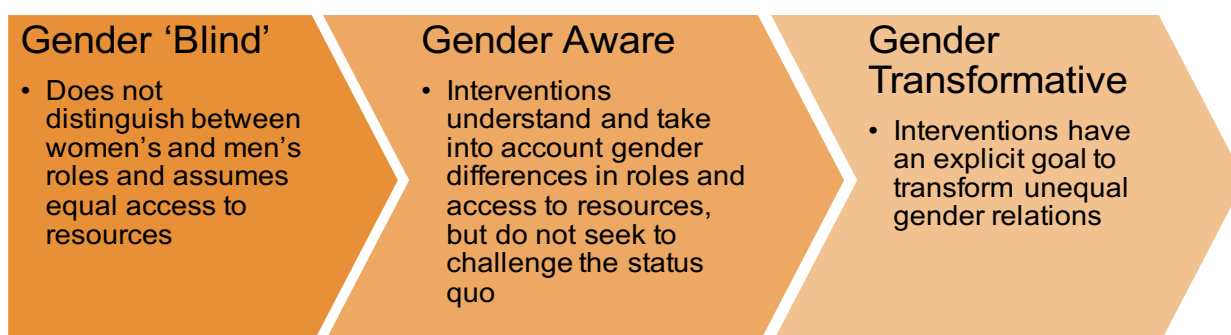 Gender ‘Blind’
• Does not
distinguish between
women’s and men’s
roles and assumes
equal access to
resources
Gender Aware
• Interventions
understand and take
into account gender
differences in roles and
access to resources,
but do not seek to
challenge the status
quo
Gender
Transformative
• Interventions have
an explicit goal to
transform unequal
gender relations